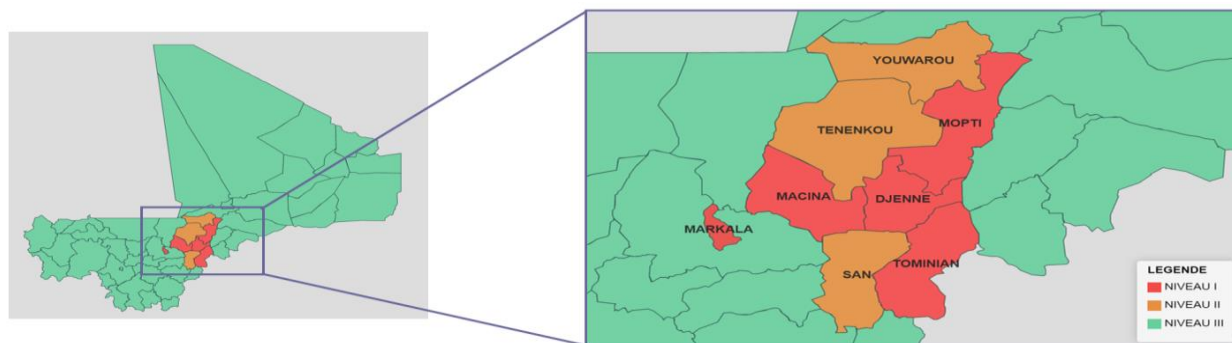 YOUWAROU
TENENKOU
MOPTI
MACINA
DJENNE
MARKALA
SAN
TOMINIAN
LEGENDE
NIVEAU I
NIVEAU II
NIVEAU III